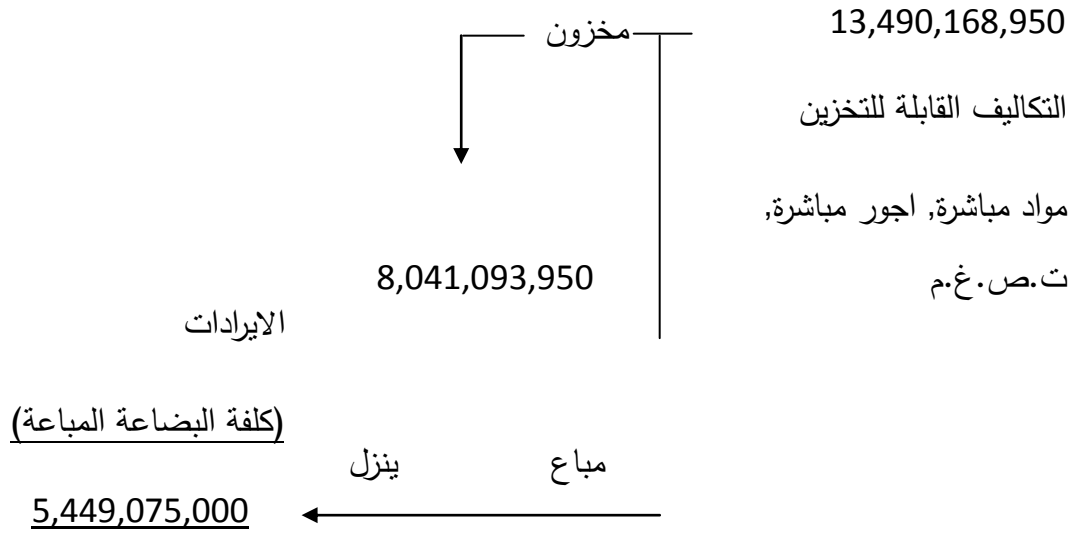 13,490,168,950
مخزون
التكاليف القابلة للتخزين
مواد مباشرة, اجور مباشرة,
ت.ص.غ.م
8,041,093,950
الايرادات
(كلفة البضاعة المباعة)
مباع
ينزل
5,449,075,000